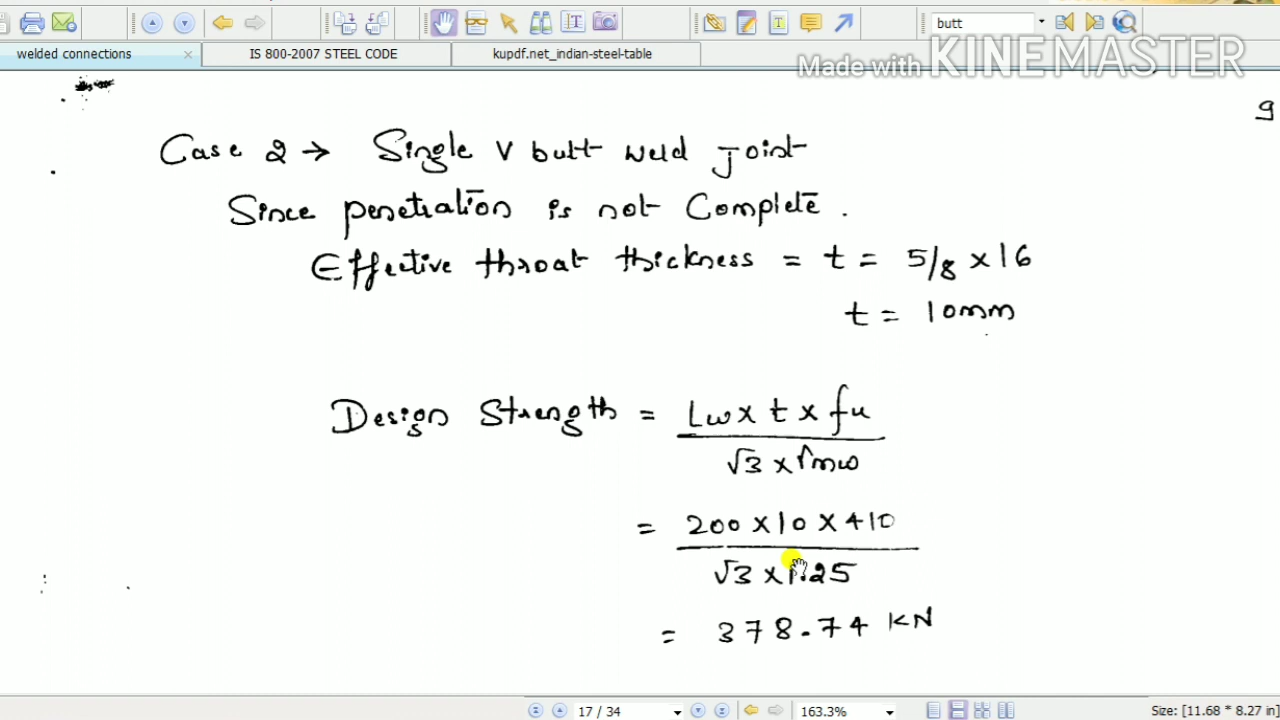 butt
welded connections × IS 800-2007 STEEL CODE kupdf.net_indian-steel-table
Made with KINEMASTER
9
Case 2 → Single V butt weld Joint
Since penetration is not Complete.
Effective throat thickness = t = 5/8 × 16
t = 10mm
Design Strength = Lw × t × fu
√3 × γmw
= 200 × 10 × 410
√3 × 1.25
= 378.74 KN
17 / 34 163.3% Size: [11.68 * 8.27 in]